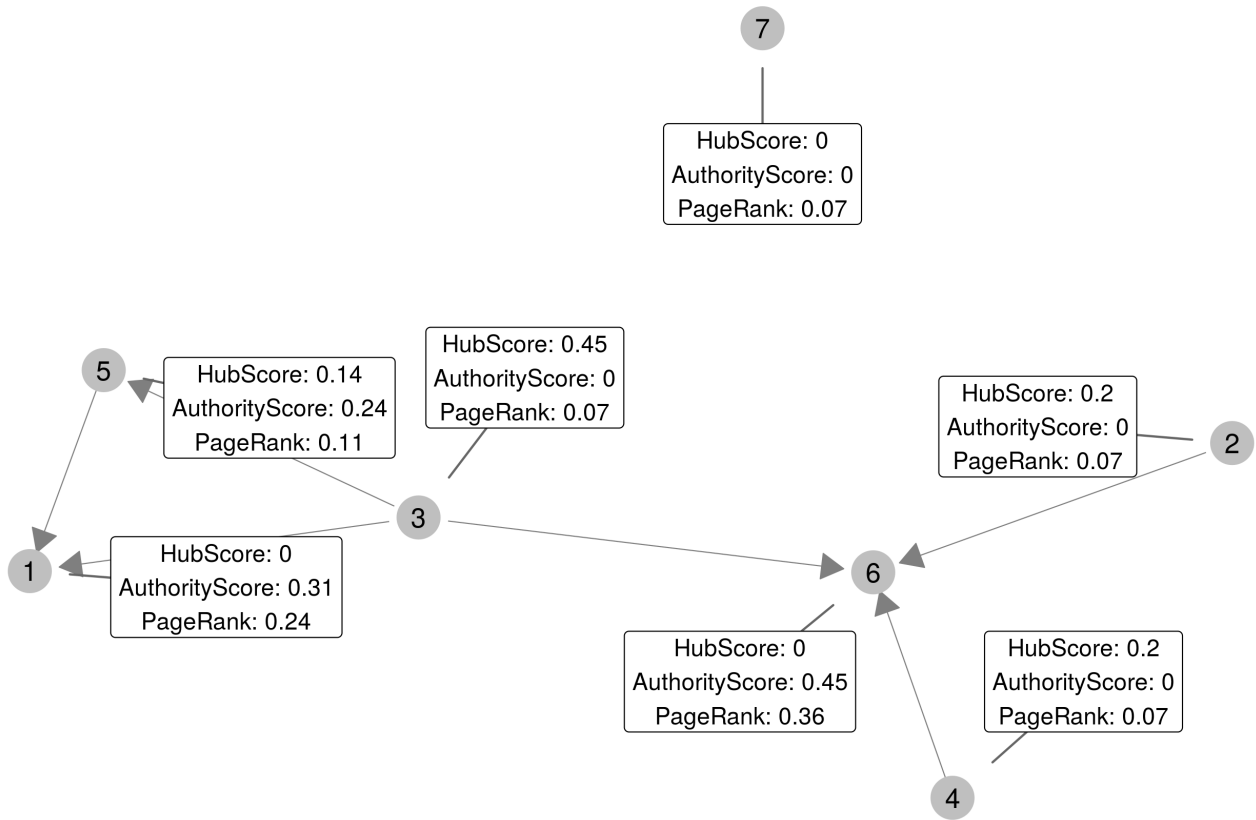 7
HubScore: 0
AuthorityScore: 0
PageRank: 0.07
HubScore: 0.45
AuthorityScore: 0
PageRank: 0.07
5
HubScore: 0.14
AuthorityScore: 0.24
PageRank: 0.11
HubScore: 0.2
AuthorityScore: 0
PageRank: 0.07
2
3
1
HubScore: 0
AuthorityScore: 0.31
PageRank: 0.24
6
HubScore: 0
AuthorityScore: 0.45
PageRank: 0.36
HubScore: 0.2
AuthorityScore: 0
PageRank: 0.07
4